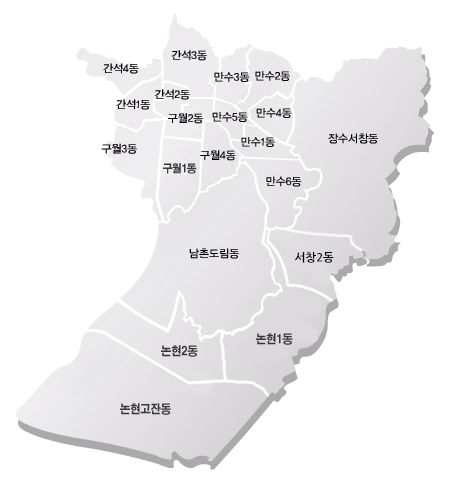 간석3동
간석4동
만수3동
만수2동
간석2동
간석1동
구월2동
만수5동
만수4동
장수서창동
구월3동
구월4동
만수1동
구월1동
만수6동
남촌도림동
서창2동
논현2동
논현1동
논현고잔동